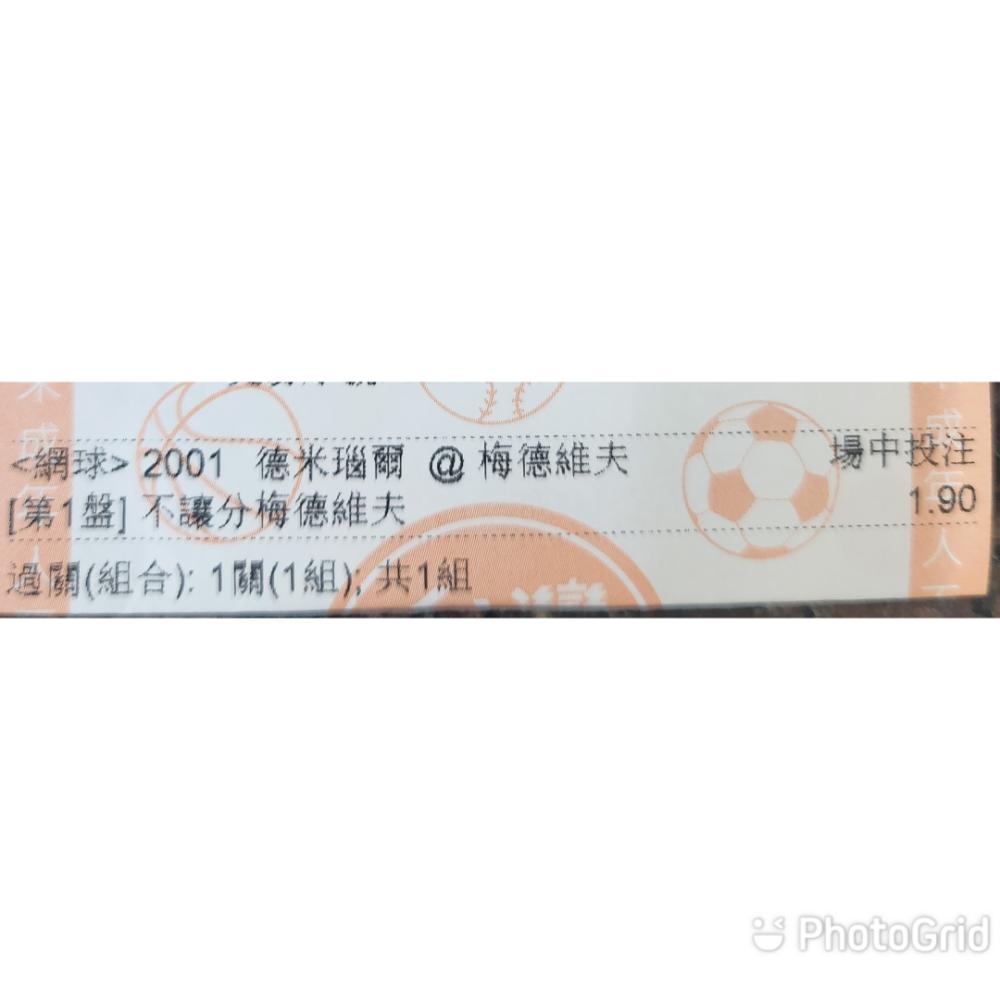 <網球> 2001 德米瑙爾 @ 梅德維夫 場中投注
[第1盤] 不讓分梅德維夫 1.90
過關(組合): 1關(1組); 共1組
PhotoGrid